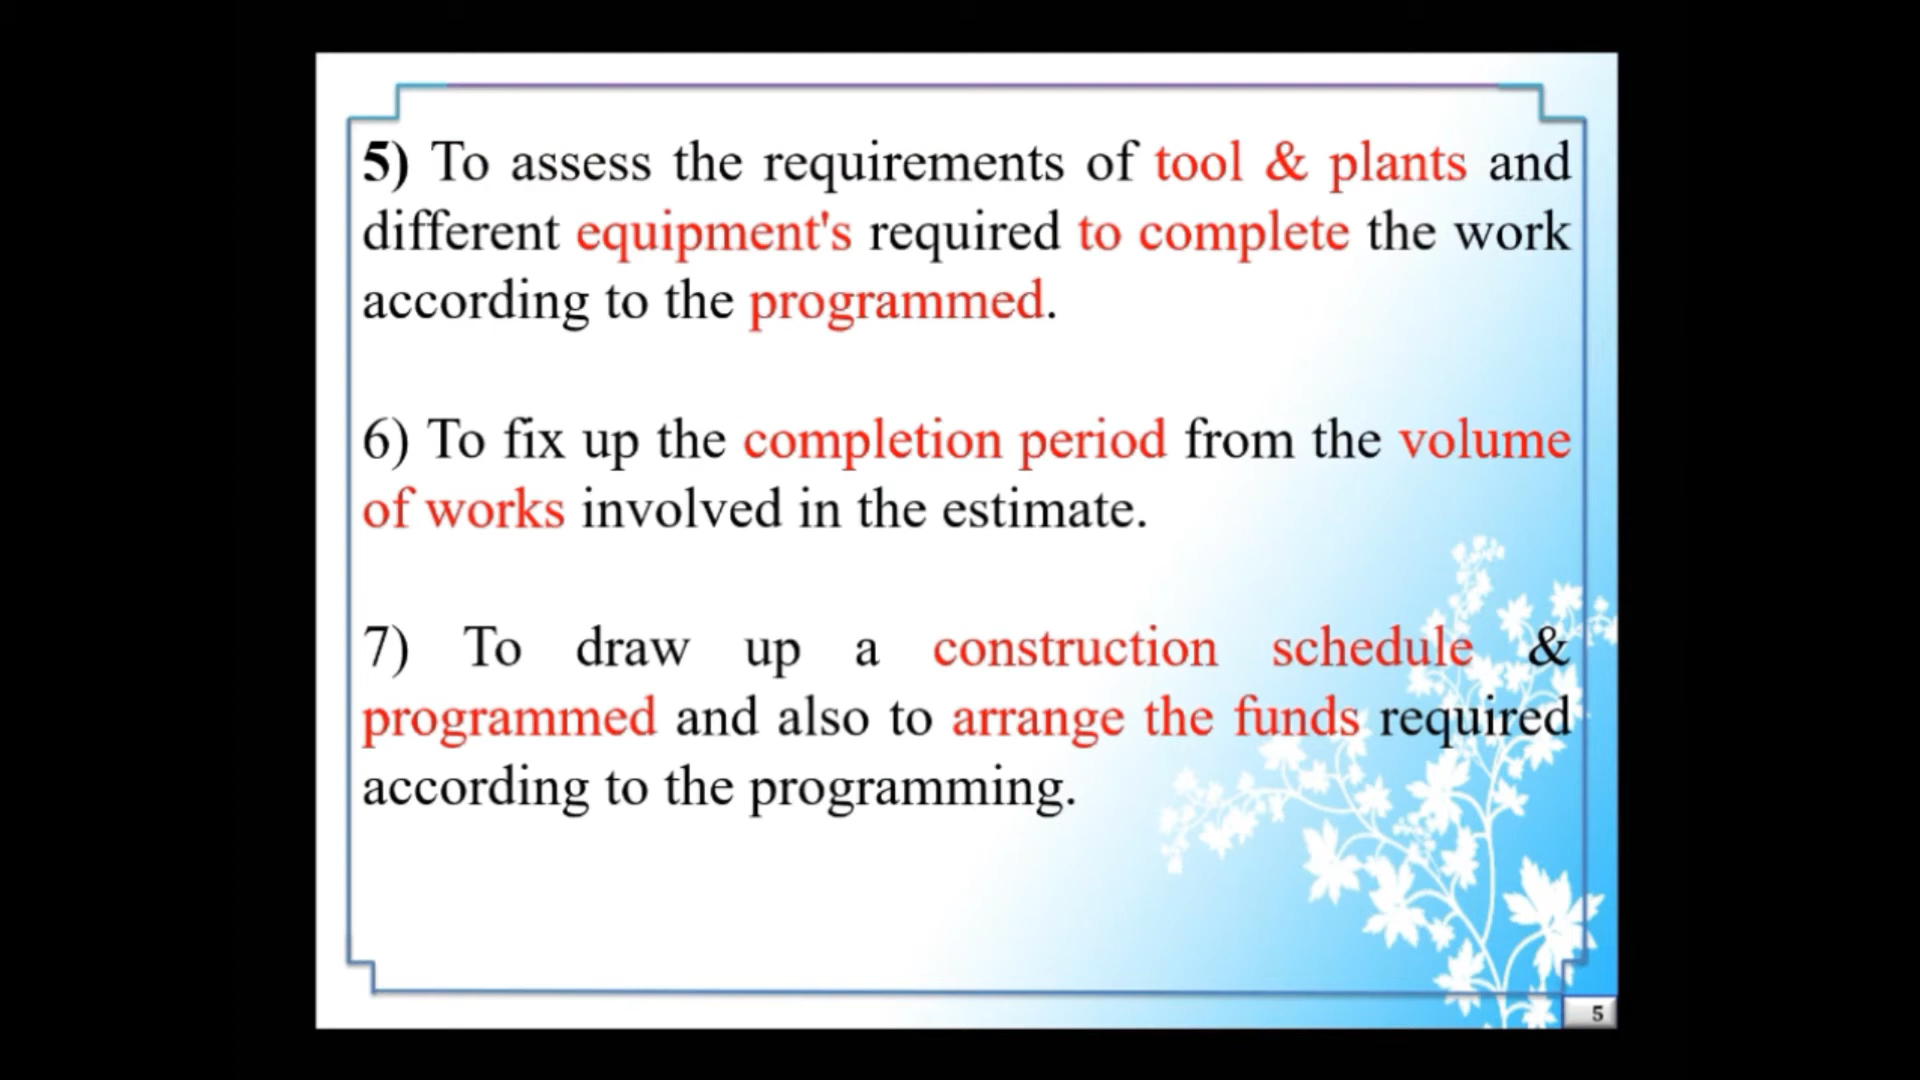 5) To assess the requirements of tool & plants and
different equipment's required to complete the work
according to the programmed.
6) To fix up the completion period from the volume
of works involved in the estimate.
7) To draw up a construction schedule &
programmed and also to arrange the funds required
according to the programming.
5